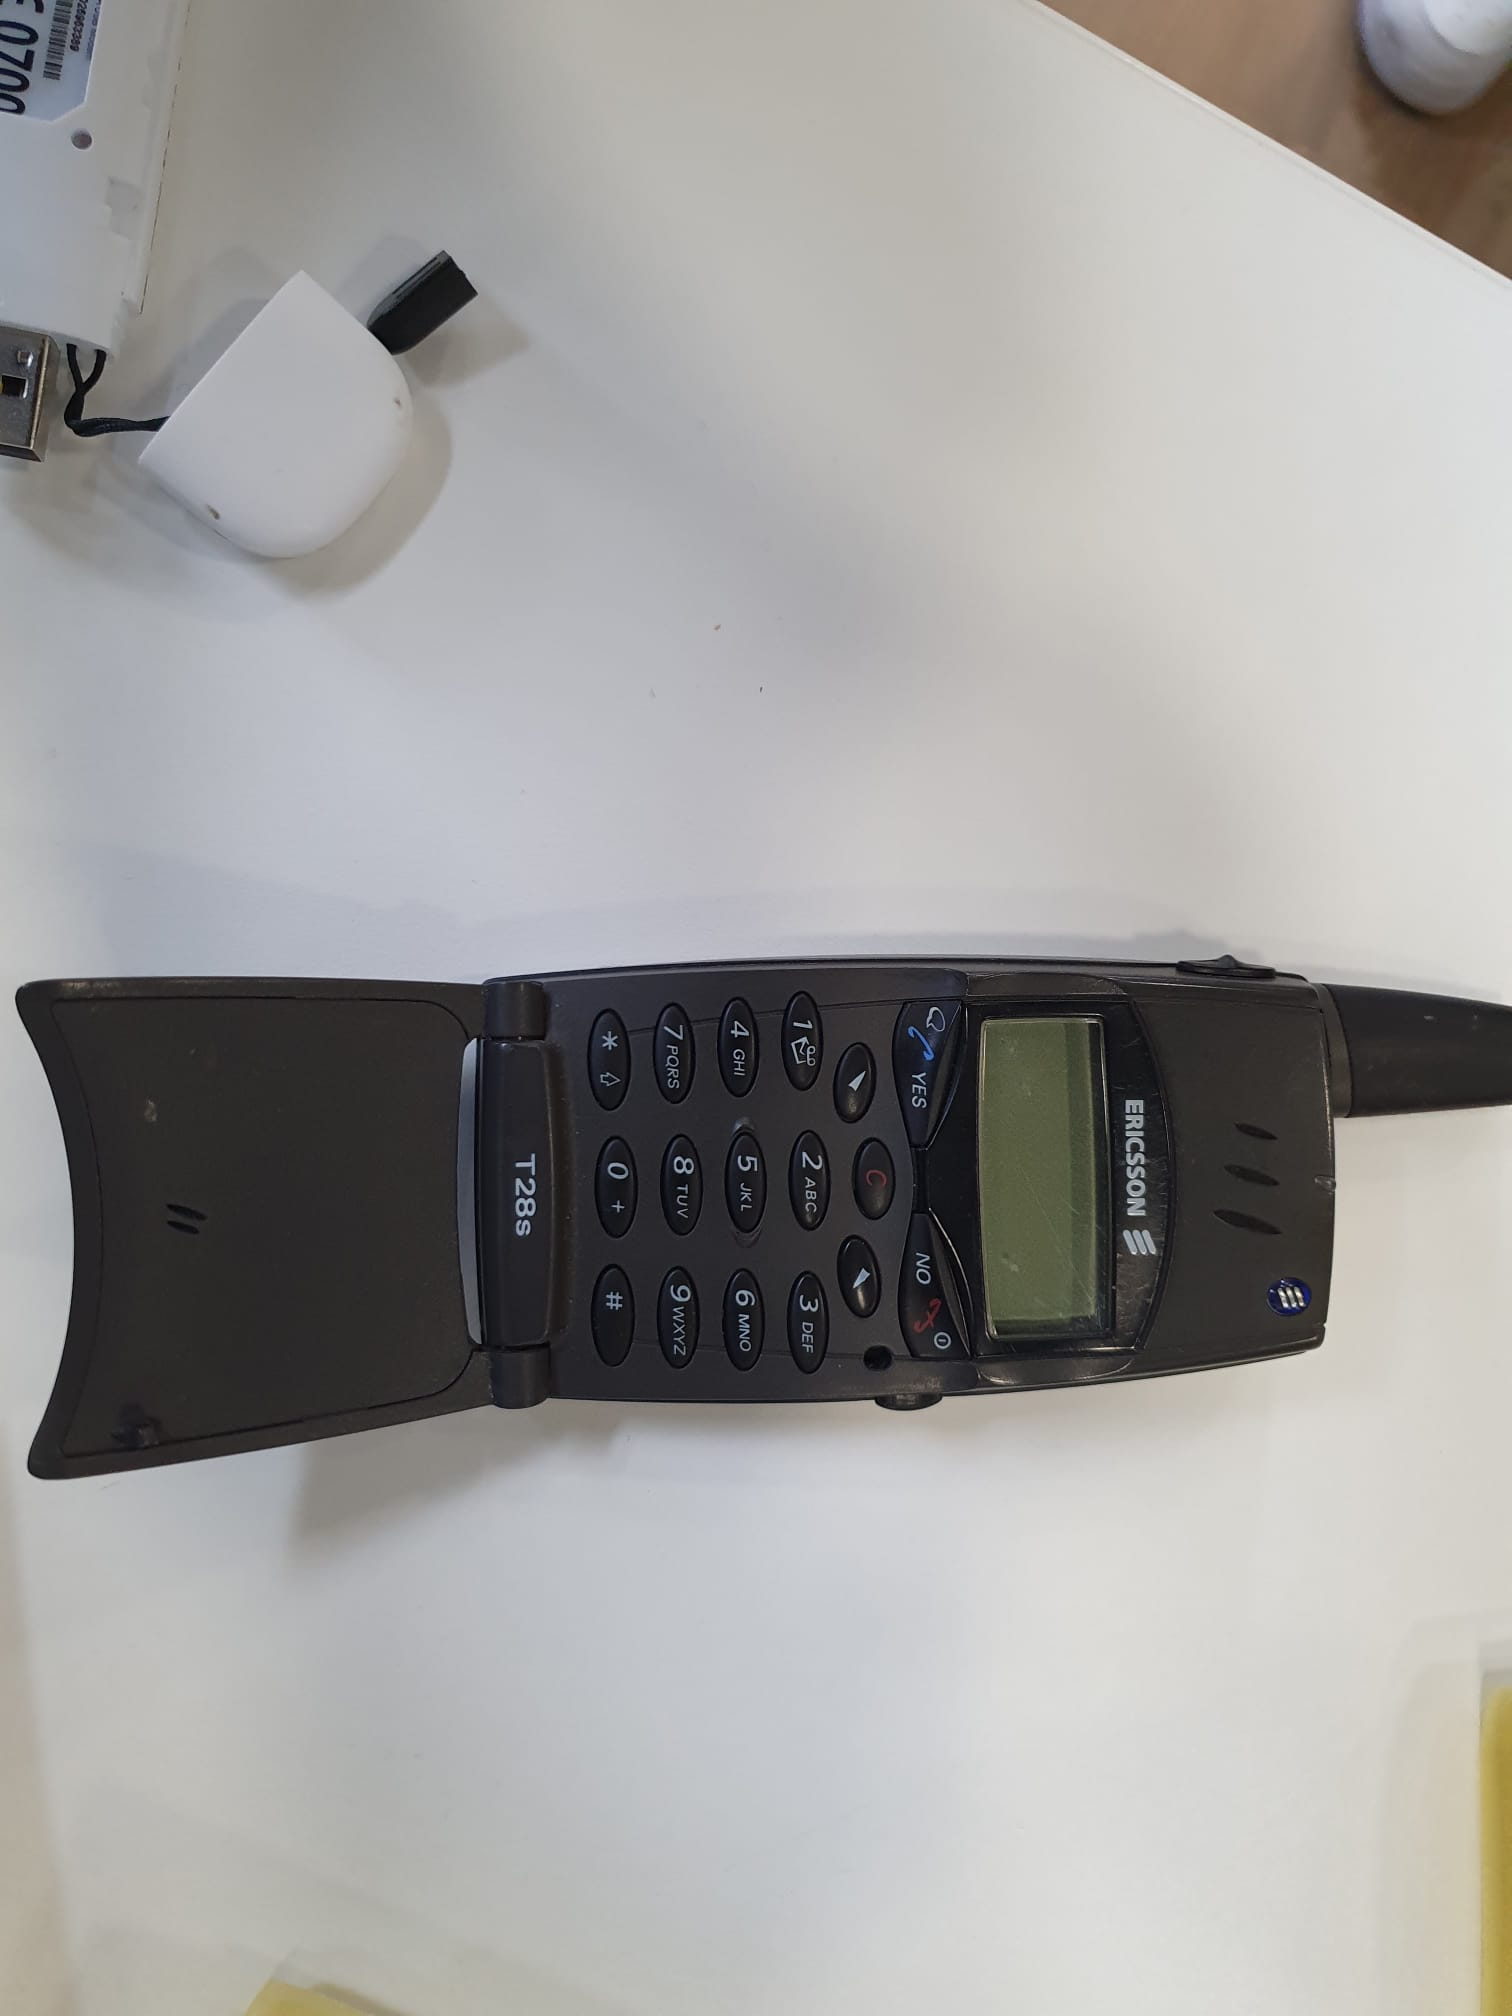 ERICSSON
YES
NO
C
1
2 ABC
3 DEF
4 GHI
5 JKL
6 MNO
7 PQRS
8 TUV
9 WXYZ
*
0 +
#
T28s
0700